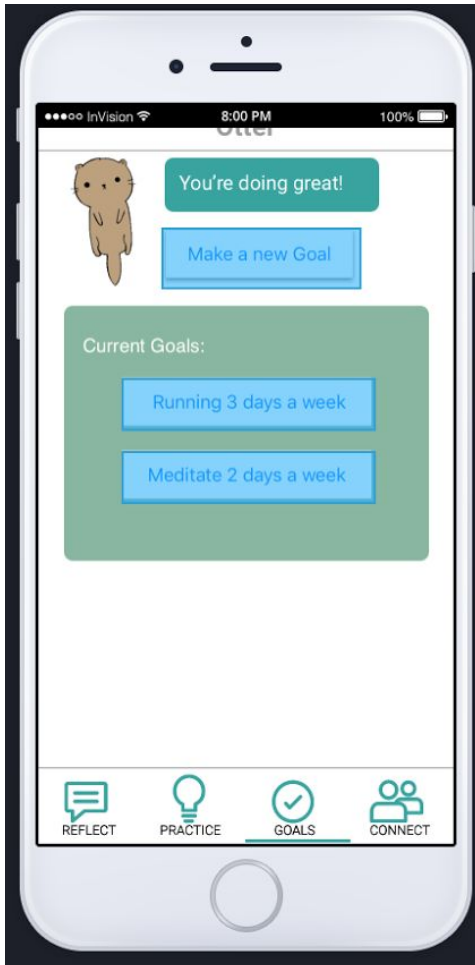 ●●●○○ InVision 8:00 PM 100%
You're doing great!
Make a new Goal
Current Goals:
Running 3 days a week
Meditate 2 days a week
REFLECT PRACTICE GOALS CONNECT